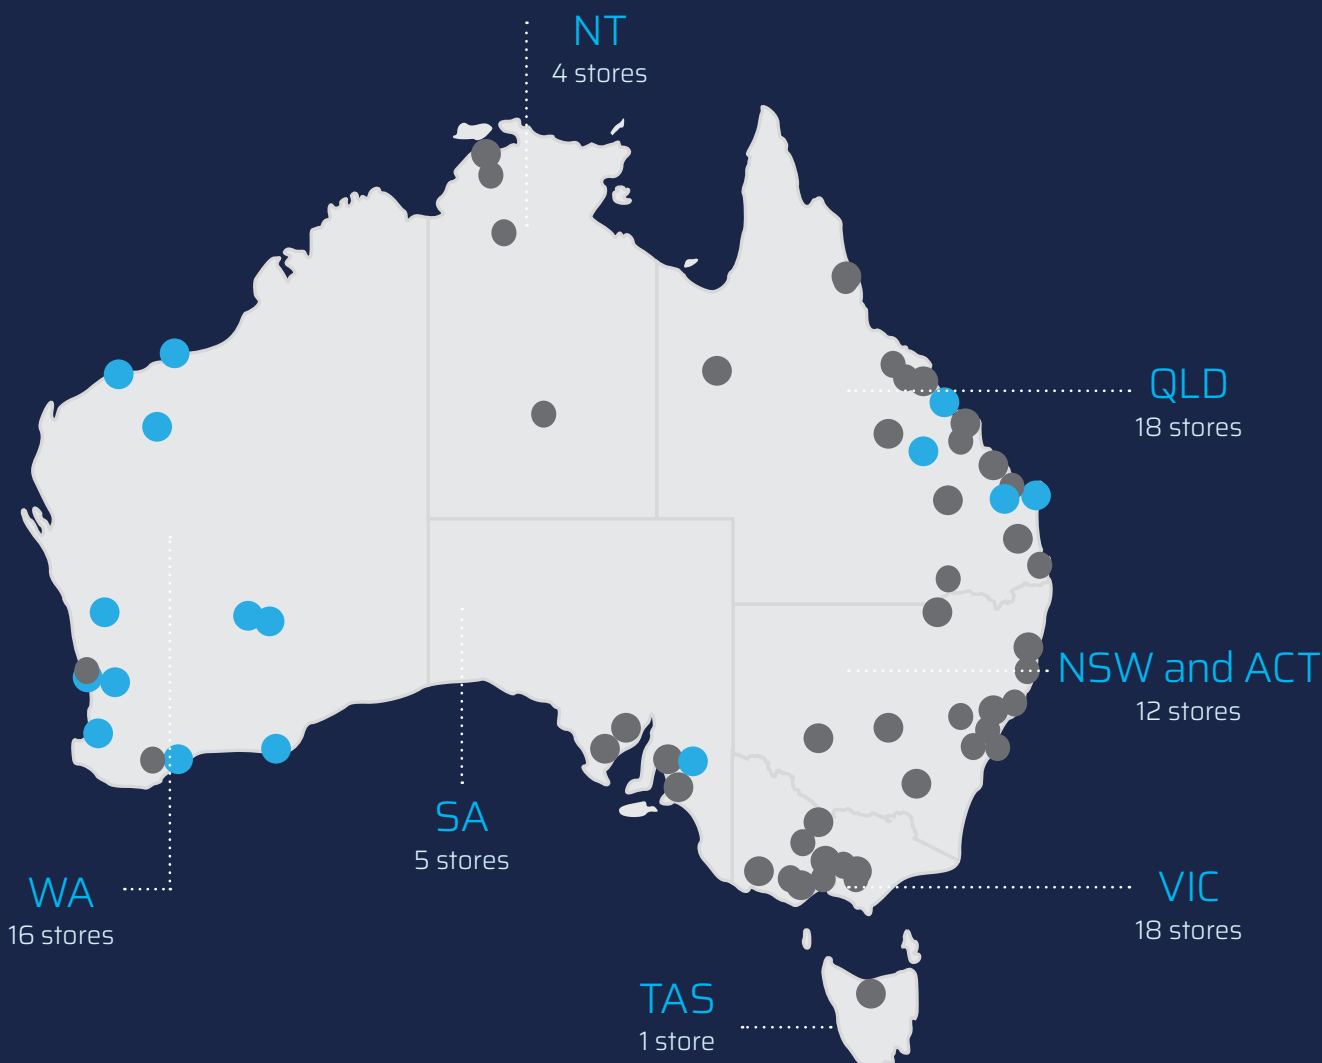 NT
4 stores
QLD
18 stores
NSW and ACT
12 stores
SA
5 stores
WA
16 stores
VIC
18 stores
TAS
1 store